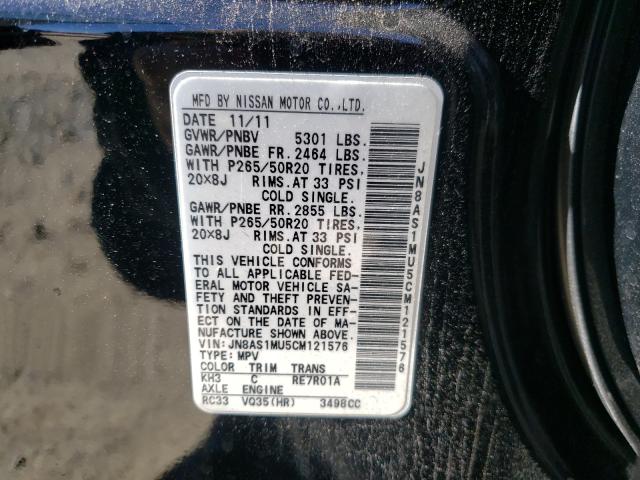 MFD BY NISSAN MOTOR CO.,LTD.
DATE 11/11
GVWR/PNBV 5301 LBS.
GAWR/PNBE FR. 2464 LBS.
WITH P265/50R20 TIRES,
20X8J RIMS.AT 33 PSI
COLD SINGLE.
GAWR/PNBE RR. 2855 LBS.
WITH P265/50R20 TIRES,
20X8J RIMS.AT 33 PSI
COLD SINGLE.
THIS VEHICLE CONFORMS
TO ALL APPLICABLE FED-
ERAL MOTOR VEHICLE SA-
FETY AND THEFT PREVEN-
TION STANDARDS IN EFF-
ECT ON THE DATE OF MA-
NUFACTURE SHOWN ABOVE.
VIN: JN8AS1MU5CM121576
TYPE: MPV
COLOR TRIM TRANS
KH3 C RE7R01A
AXLE ENGINE
RC33 VQ35(HR) 3498CC
JN8AS1MU5CM121576